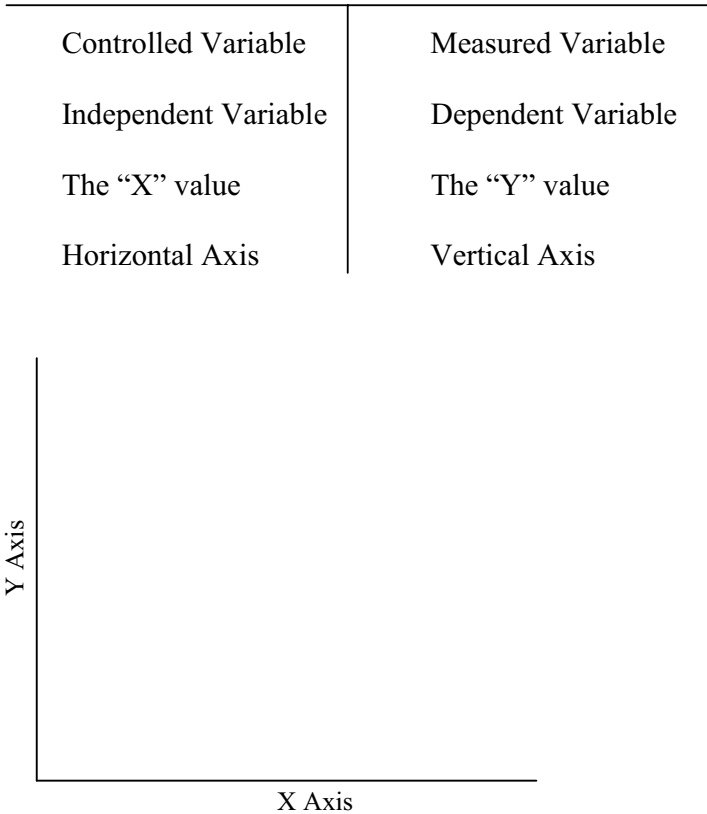 Controlled Variable Measured Variable
Independent Variable Dependent Variable
The “X” value The “Y” value
Horizontal Axis Vertical Axis
Y Axis
X Axis